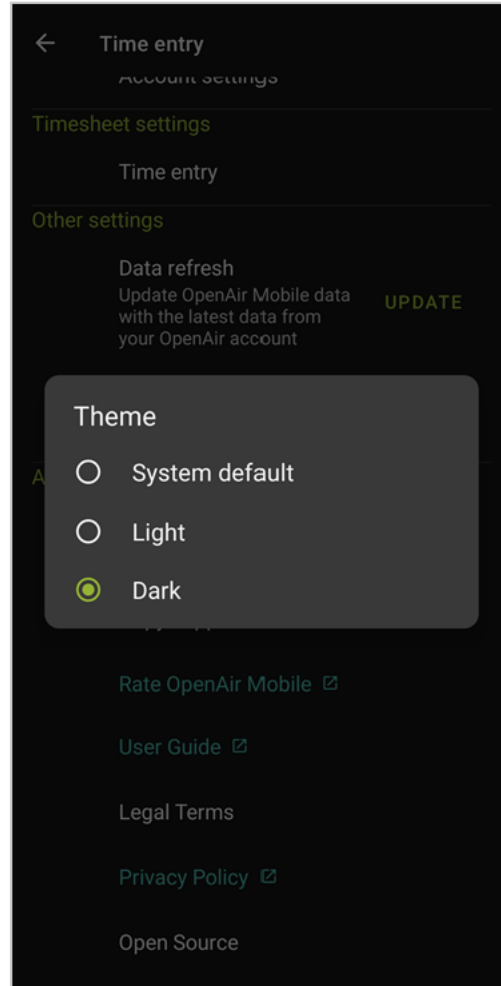 Time entry
Account settings
Timesheet settings
Time entry
Other settings
Data refresh
Update OpenAir Mobile data
with the latest data from
your OpenAir account
UPDATE
Theme
System default
Light
Dark
Rate OpenAir Mobile
User Guide
Legal Terms
Privacy Policy
Open Source